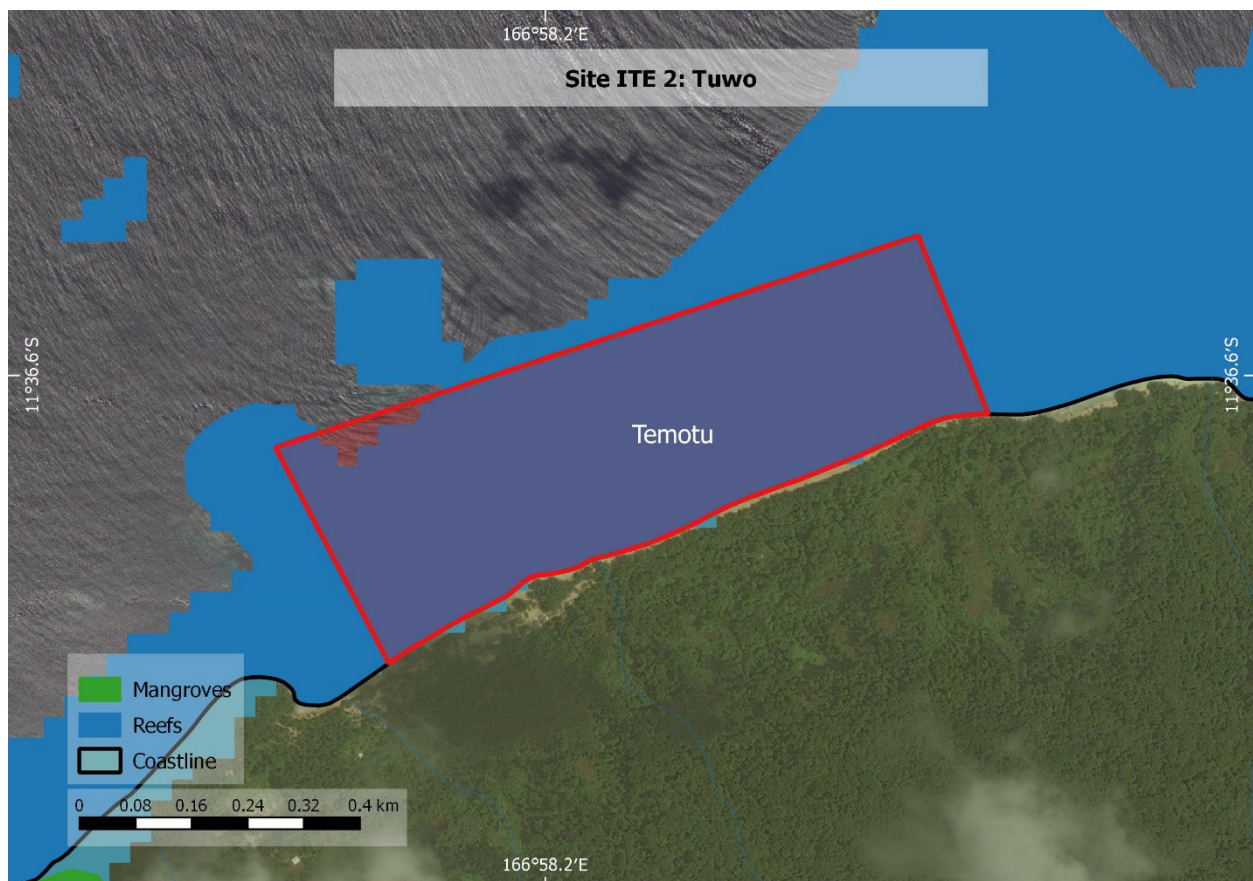 166°58.2′E
Site ITE 2: Tuwo
11°36.6′S
11°36.6′S
Temotu
Mangroves
Reefs
Coastline
0 0.08 0.16 0.24 0.32 0.4 km
166°58.2′E